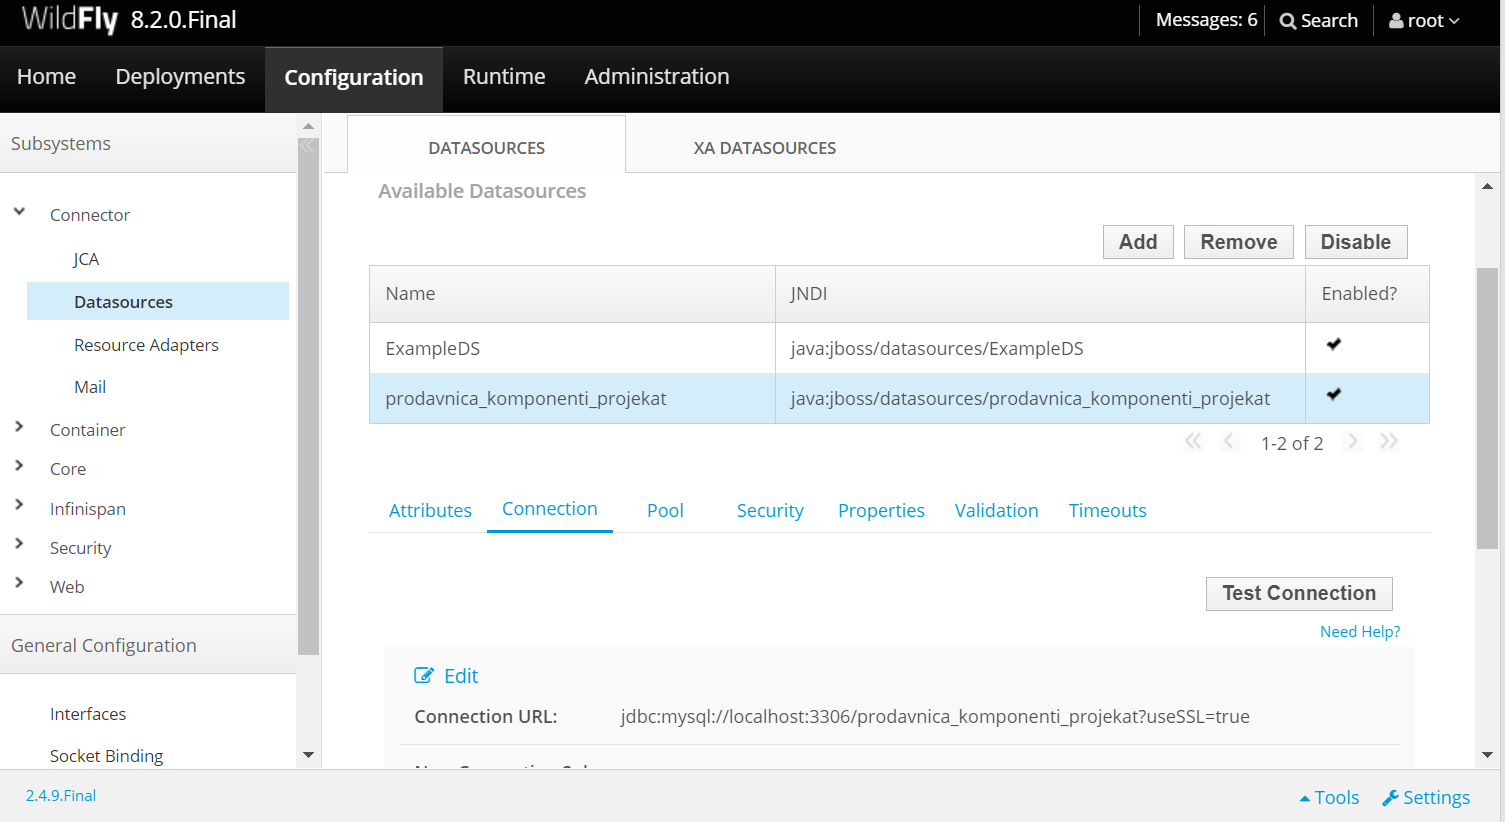 WildFly 8.2.0.Final
Messages: 6
Search
root
Home
Deployments
Configuration
Runtime
Administration
Subsystems
Connector
JCA
Datasources
Resource Adapters
Mail
Container
Core
Infinispan
Security
Web
General Configuration
Interfaces
Socket Binding
DATASOURCES
XA DATASOURCES
Available Datasources
Add
Remove
Disable
Name
JNDI
Enabled?
ExampleDS
java:jboss/datasources/ExampleDS
prodavnica_komponenti_projekat
java:jboss/datasources/prodavnica_komponenti_projekat
1-2 of 2
Attributes
Connection
Pool
Security
Properties
Validation
Timeouts
Test Connection
Need Help?
Edit
Connection URL:
jdbc:mysql://localhost:3306/prodavnica_komponenti_projekat?useSSL=true
2.4.9.Final
Tools
Settings